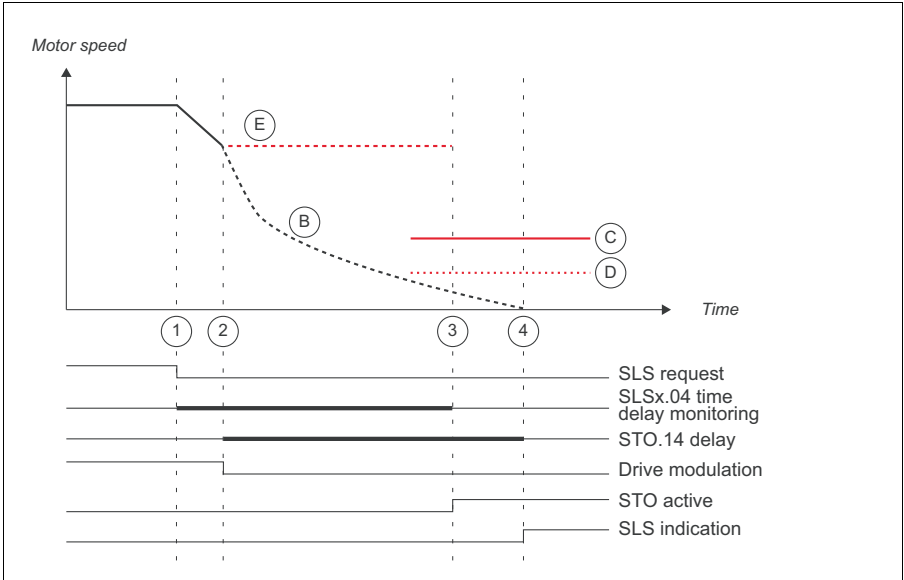 Motor speed
E
B
C
D
Time
1 2 3 4
SLS request
SLSx.04 time
delay monitoring
STO.14 delay
Drive modulation
STO active
SLS indication